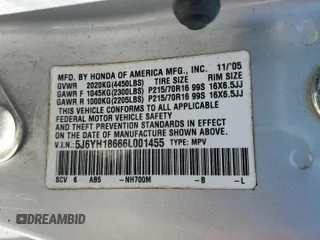 MFD. BY HONDA OF AMERICA MFG., INC. 11/'05
GVWR 2020KG(4450LBS) TIRE SIZE RIM SIZE
GAWR F 1045KG(2300LBS) P215/70R16 99S 16X6.5JJ
GAWR R 1000KG(2205LBS) P215/70R16 99S 16X6.5JJ
THIS VEHICLE CONFORMS TO ALL APPLICABLE
FEDERAL MOTOR VEHICLE SAFETY AND
THEFT PREVENTION STANDARDS IN EFFECT
ON THE DATE OF MANUFACTURE SHOWN ABOVE.
V.I.N.: 5J6YH18666L001455 TYPE: MPV
SCV 6 AB5 -NH700M -B -L
© DREAMBID